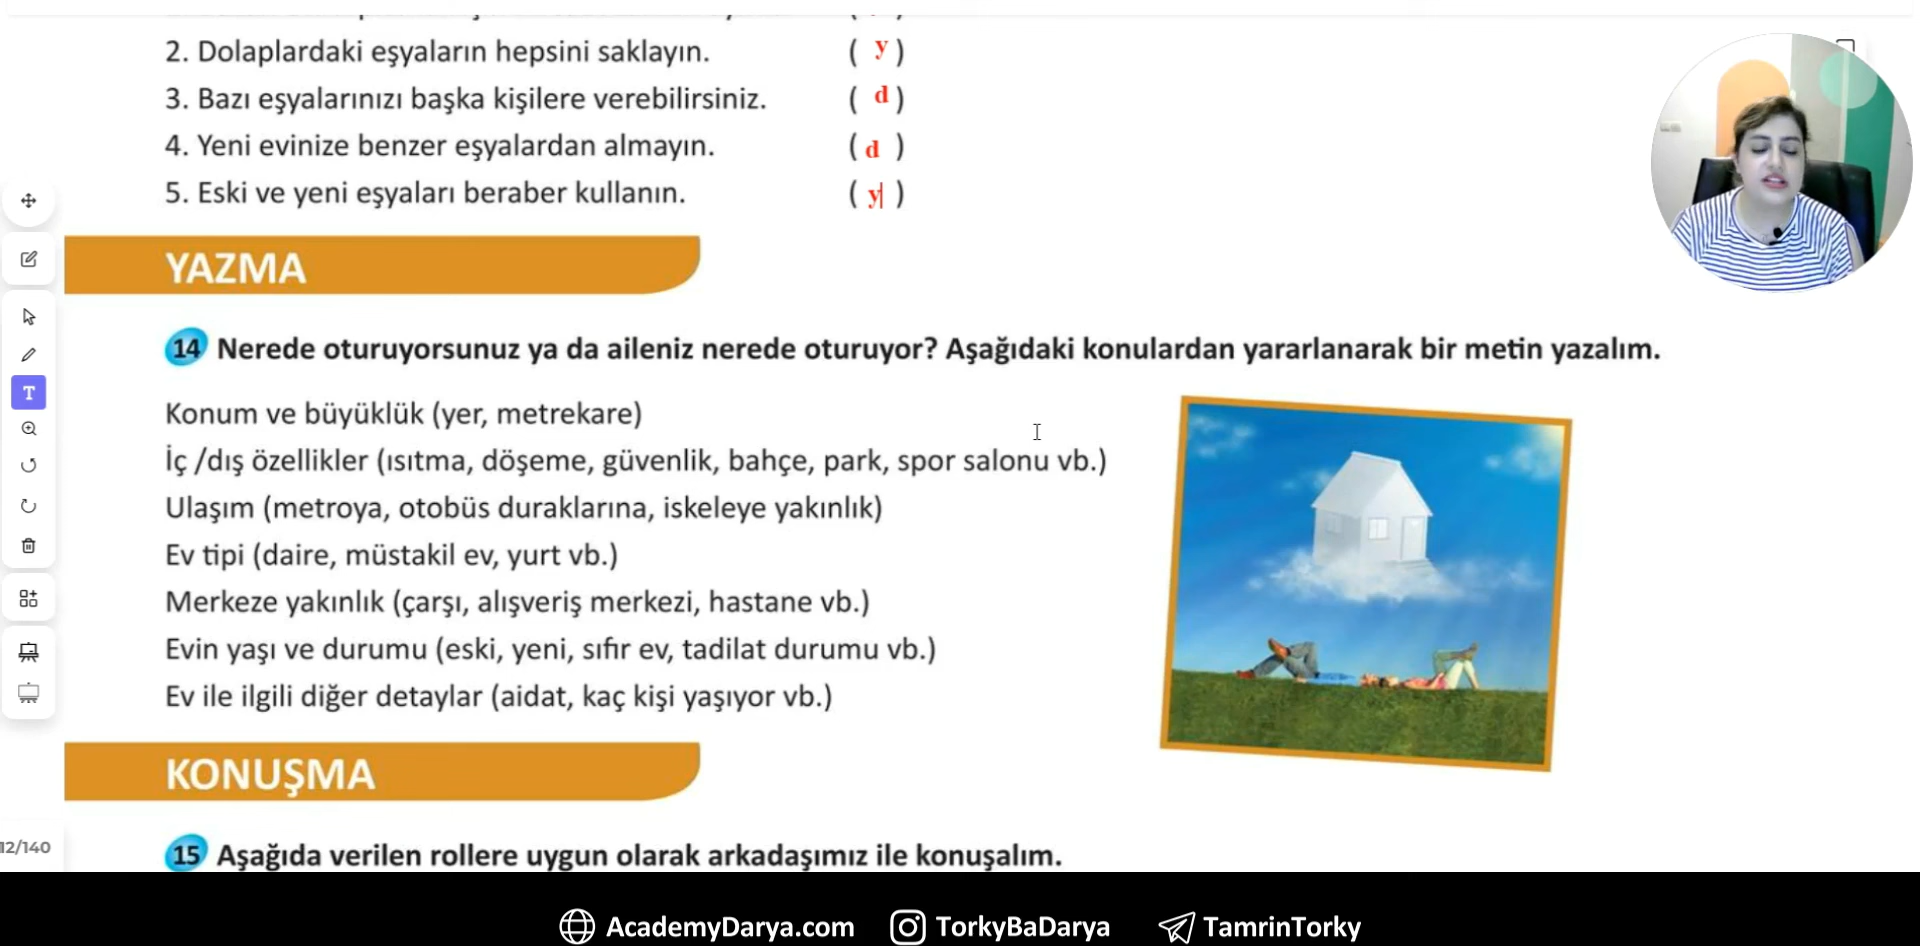 2. Dolaplardaki eşyaların hepsini saklayın. ( y )
3. Bazı eşyalarınızı başka kişilere verebilirsiniz. ( d )
4. Yeni evinize benzer eşyalardan almayın. ( d )
5. Eski ve yeni eşyaları beraber kullanın. ( y )
T
YAZMA
14 Nerede oturuyorsunuz ya da aileniz nerede oturuyor? Aşağıdaki konulardan yararlanarak bir metin yazalım.
Konum ve büyüklük (yer, metrekare)
İç /dış özellikler (ısıtma, döşeme, güvenlik, bahçe, park, spor salonu vb.)
Ulaşım (metroya, otobüs duraklarına, iskeleye yakınlık)
Ev tipi (daire, müstakil ev, yurt vb.)
Merkeze yakınlık (çarşı, alışveriş merkezi, hastane vb.)
Evin yaşı ve durumu (eski, yeni, sıfır ev, tadilat durumu vb.)
Ev ile ilgili diğer detaylar (aidat, kaç kişi yaşıyor vb.)
KONUŞMA
12/140
15 Aşağıda verilen rollere uygun olarak arkadaşımız ile konuşalım.
AcademyDarya.com TorkyBaDarya TamrinTorky